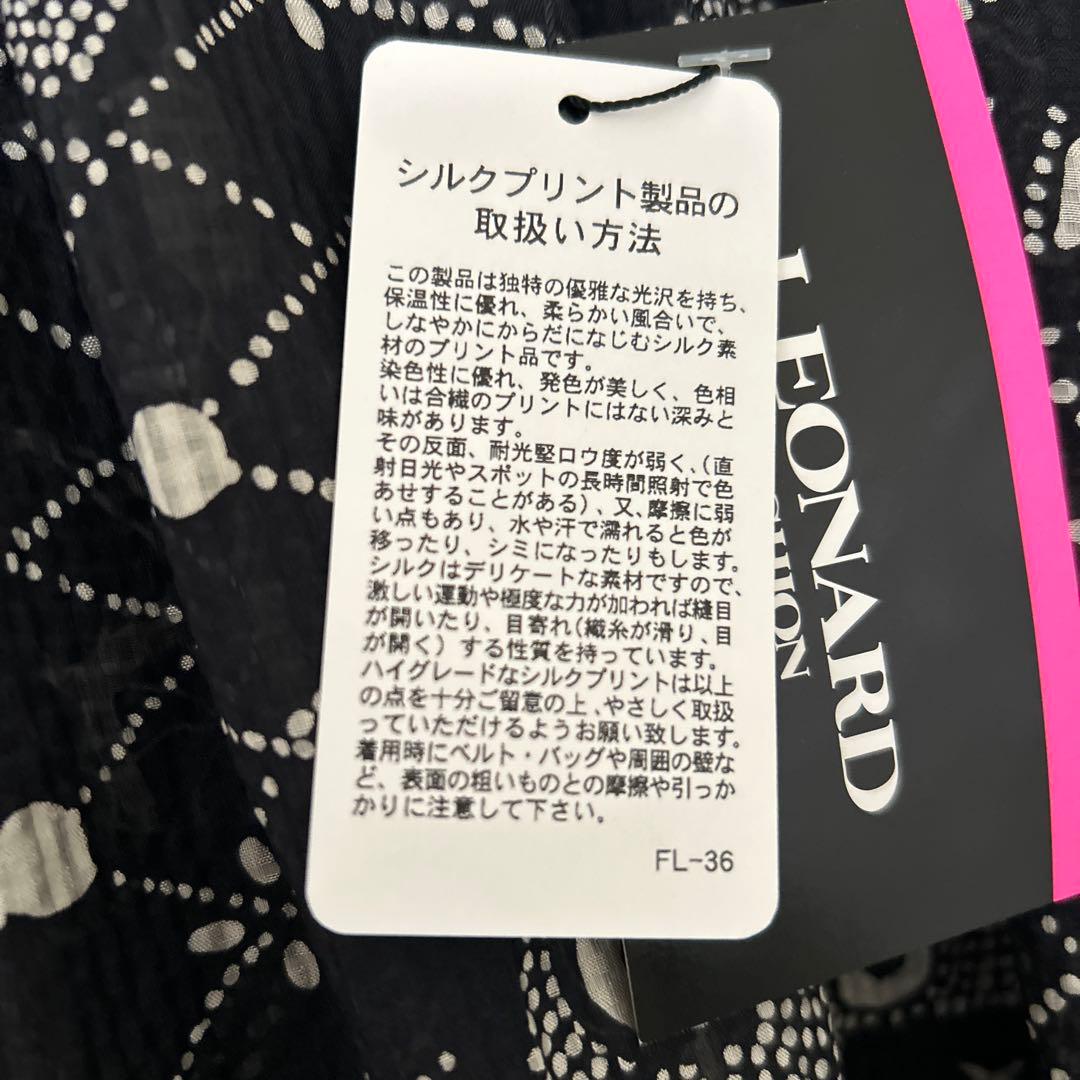 シルクプリント製品の
取扱い方法
この製品は独特の優雅な光沢を持ち、
保温性に優れ、柔らかい風合いで、
しなやかにからだになじむシルク素
材のプリント品です。
染色性に優れ、発色が美しく、色相
いは合繊のプリントにはない深みと
味があります。
その反面、耐光堅ロウ度が弱く、(直
射日光やスポットの長時間照射で色
あせすることがある)、又、摩擦に弱
い点もあり、水や汗で濡れると色が
移ったり、シミになったりもします。
シルクはデリケートな素材ですので、
激しい運動や極度な力が加われば縫目
が開いたり、目寄れ(織糸が滑り、目
が開く)する性質を持っています。
ハイグレードなシルクプリントは以上
の点を十分ご留意の上、やさしく取扱
っていただけるようお願い致します。
着用時にベルト・バッグや周囲の壁な
ど、表面の粗いものとの摩擦や引っか
かりに注意して下さい。
FL-36
LEONARD